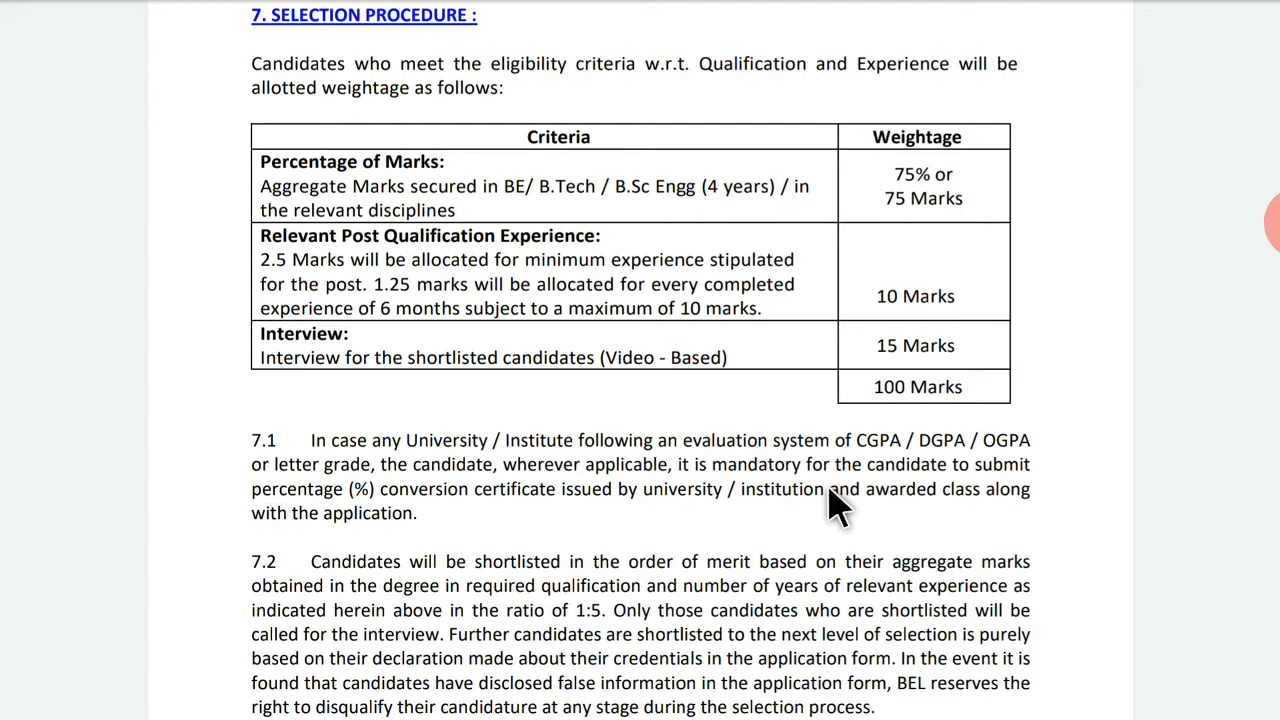 7. SELECTION PROCEDURE :
Candidates who meet the eligibility criteria w.r.t. Qualification and Experience will be
allotted weightage as follows:
Criteria
Weightage
Percentage of Marks:
Aggregate Marks secured in BE/ B.Tech / B.Sc Engg (4 years) / in
the relevant disciplines
75% or
75 Marks
Relevant Post Qualification Experience:
2.5 Marks will be allocated for minimum experience stipulated
for the post. 1.25 marks will be allocated for every completed
experience of 6 months subject to a maximum of 10 marks.
10 Marks
Interview:
Interview for the shortlisted candidates (Video - Based)
15 Marks
100 Marks
7.1 In case any University / Institute following an evaluation system of CGPA / DGPA / OGPA
or letter grade, the candidate, wherever applicable, it is mandatory for the candidate to submit
percentage (%) conversion certificate issued by university / institution and awarded class along
with the application.
7.2 Candidates will be shortlisted in the order of merit based on their aggregate marks
obtained in the degree in required qualification and number of years of relevant experience as
indicated herein above in the ratio of 1:5. Only those candidates who are shortlisted will be
called for the interview. Further candidates are shortlisted to the next level of selection is purely
based on their declaration made about their credentials in the application form. In the event it is
found that candidates have disclosed false information in the application form, BEL reserves the
right to disqualify their candidature at any stage during the selection process.